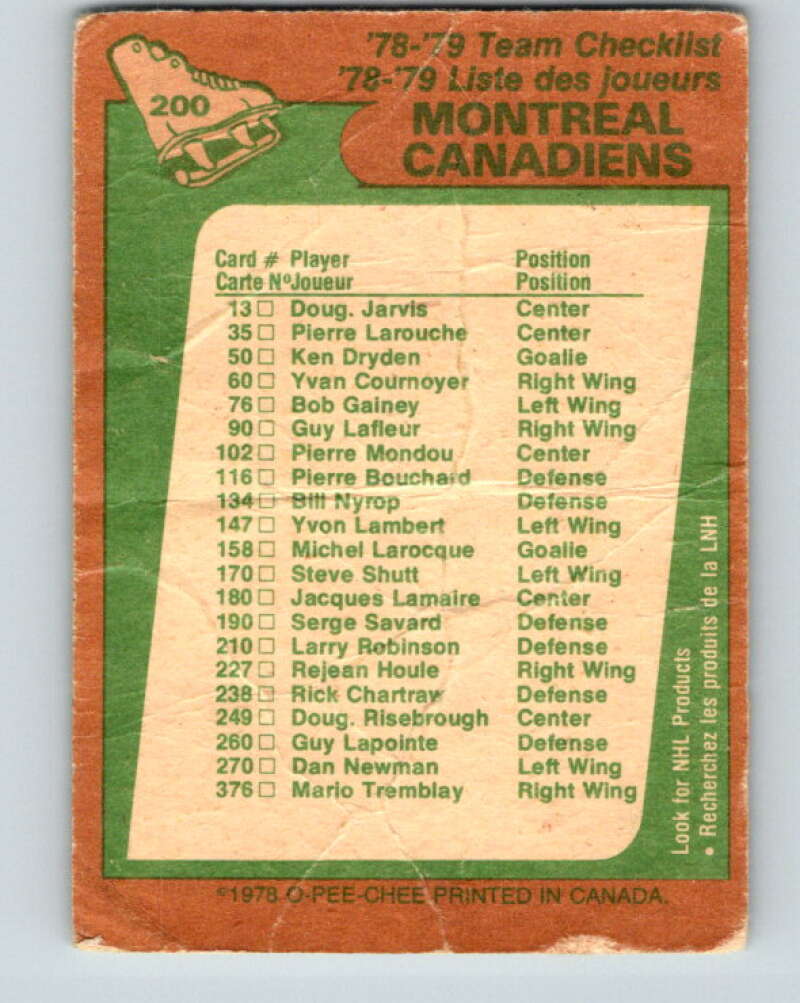 200
'78-'79 Team Checklist
'78-'79 Liste des joueurs
MONTREAL
CANADIENS
Card # Player Position
Carte Nº Joueur Position
13 □ Doug. Jarvis Center
35 □ Pierre Larouche Center
50 □ Ken Dryden Goalie
60 □ Yvan Cournoyer Right Wing
76 □ Bob Gainey Left Wing
90 □ Guy Lafleur Right Wing
102 □ Pierre Mondou Center
116 □ Pierre Bouchard Defense
134 □ Bill Nyrop Defense
147 □ Yvon Lambert Left Wing
158 □ Michel Larocque Goalie
170 □ Steve Shutt Left Wing
180 □ Jacques Lamaire Center
190 □ Serge Savard Defense
210 □ Larry Robinson Defense
227 □ Rejean Houle Right Wing
238 □ Rick Chartraw Defense
249 □ Doug. Risebrough Center
260 □ Guy Lapointe Defense
270 □ Dan Newman Left Wing
376 □ Mario Tremblay Right Wing
Look for NHL Products
• Recherchez les produits de la LNH
©1978 O-PEE-CHEE PRINTED IN CANADA.